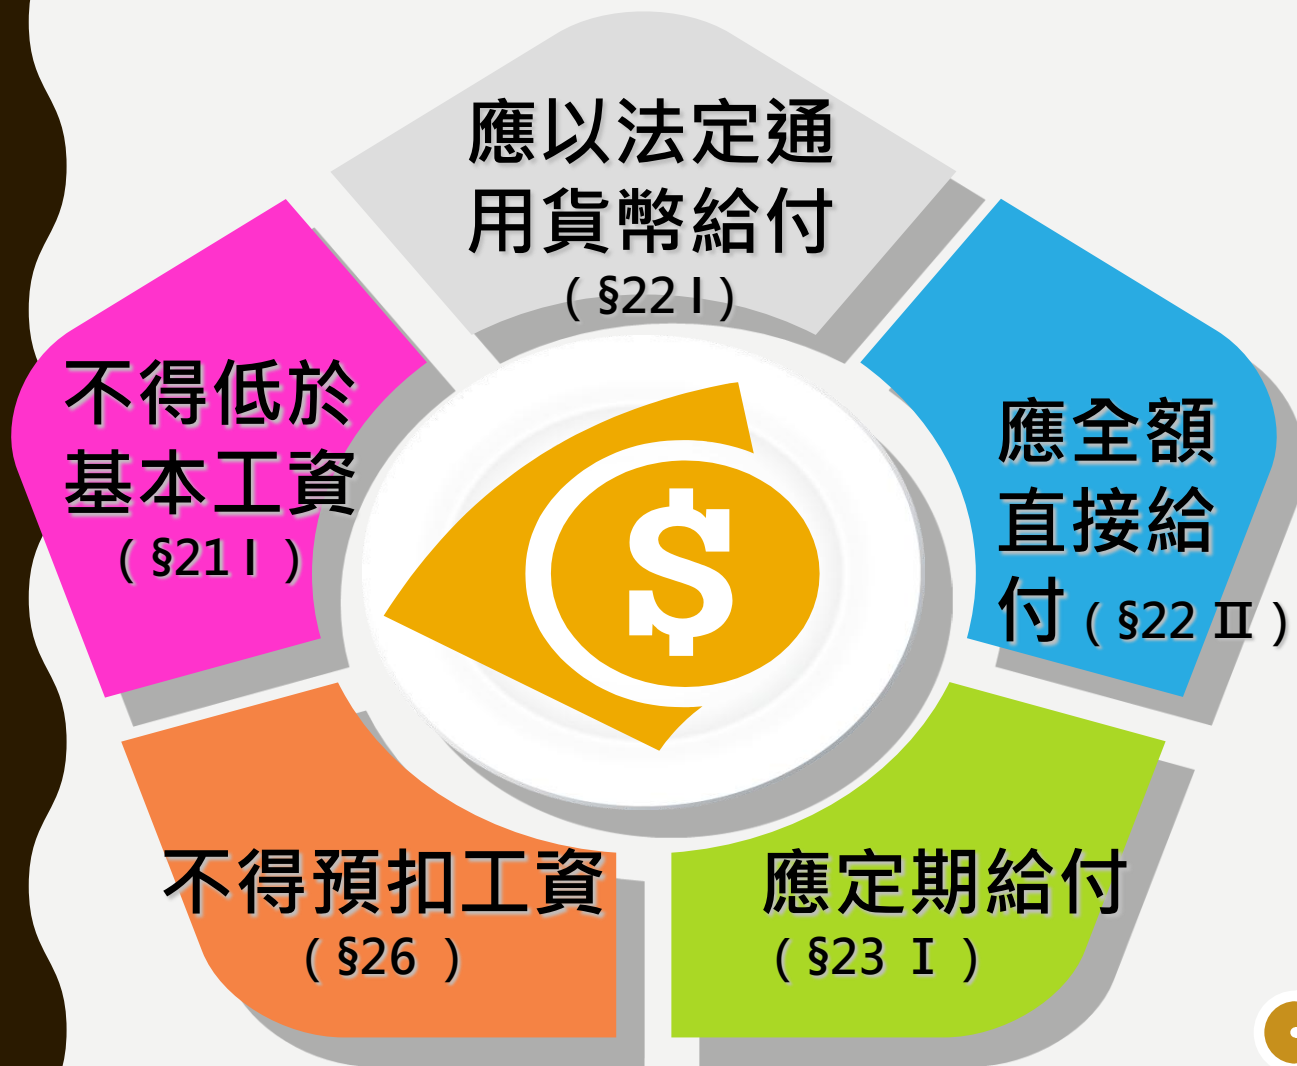 應以法定通
用貨幣給付
（§22 I）
不得低於
基本工資
（§21 I ）
應全額
直接給
付（§22 II）
不得預扣工資
（§26 ）
應定期給付
（§23 I ）
$